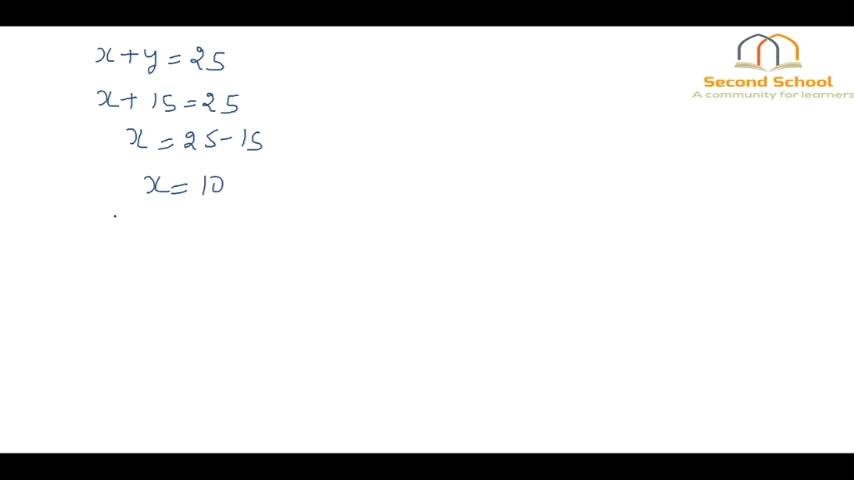 x + y = 25
x + 15 = 25
x = 25 - 15
x = 10
Second School
A community for learners